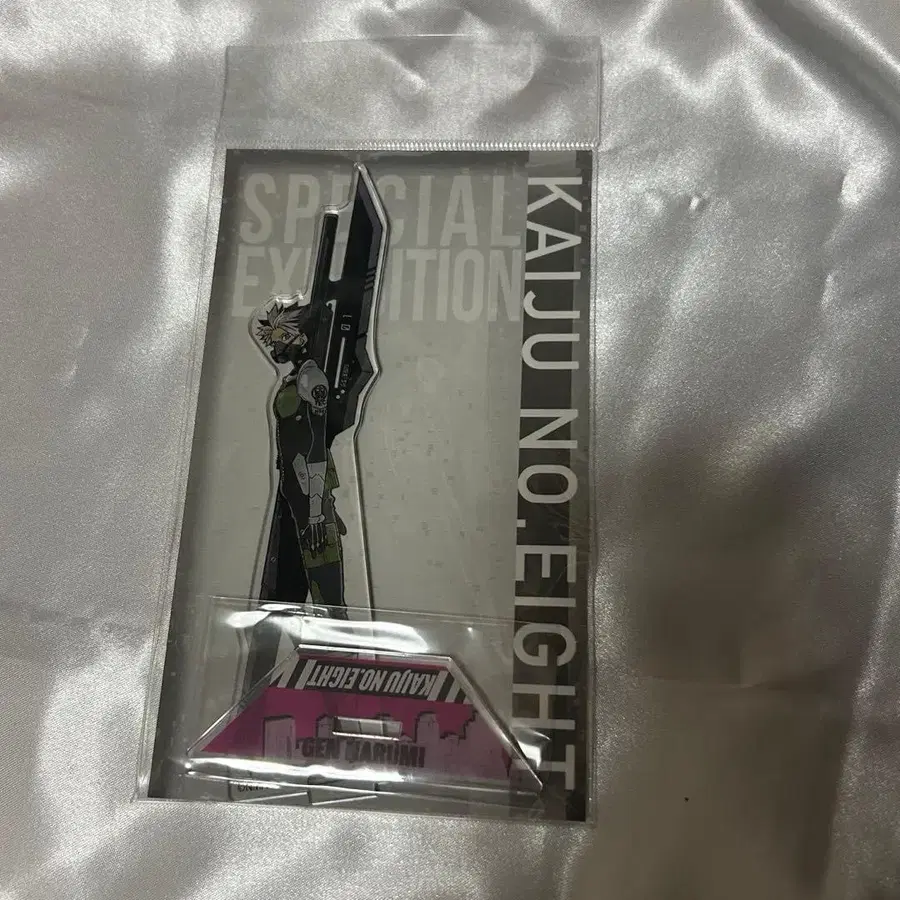 SPECIAL
EXHIBITION
KAIJU NO.EIGHT
KAIJU NO.EIGHT
GEN NARUMI